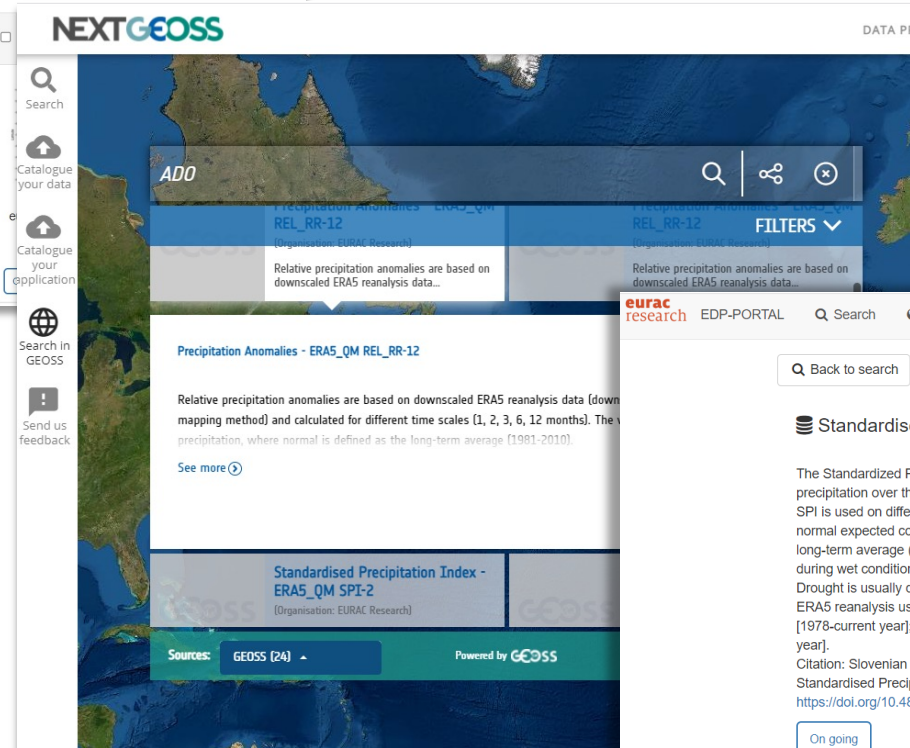 NEXTGEOSS
DATA
Search
Catalogue
your data
Catalogue
your
application
Search in
GEOSS
Send us
feedback
ADO
Precipitation Anomalies - ERA5_QM
REL_RR-12
[Organisation: EURAC Research]
Relative precipitation anomalies are based on
downscaled ERA5 reanalysis data...
Precipitation Anomalies - ERA5_QM
REL_RR-12
[Organisation: EURAC Research]
Relative precipitation anomalies are based on
downscaled ERA5 reanalysis data...
FILTERS
Precipitation Anomalies - ERA5_QM REL_RR-12
Relative precipitation anomalies are based on downscaled ERA5 reanalysis data (down
mapping method) and calculated for different time scales (1, 2, 3, 6, 12 months). The
precipitation, where normal is defined as the long-term average (1981-2010).
See more
Standardised Precipitation Index -
ERA5_QM SPI-2
[Organisation: EURAC Research]
GEOSS
GEOSS
Sources:
GEOSS (24)
Powered by GEOSS
eurac
research
EDP-PORTAL
Search
Back to search
Standardis
The Standardized
precipitation over
SPI is used on
normal expected
long-term average
during wet
Drought is usually
ERA5 reanalysis
[1978-current year]
year].
Citation: Slovenian
Standardised
https://doi.org/10.48
On going